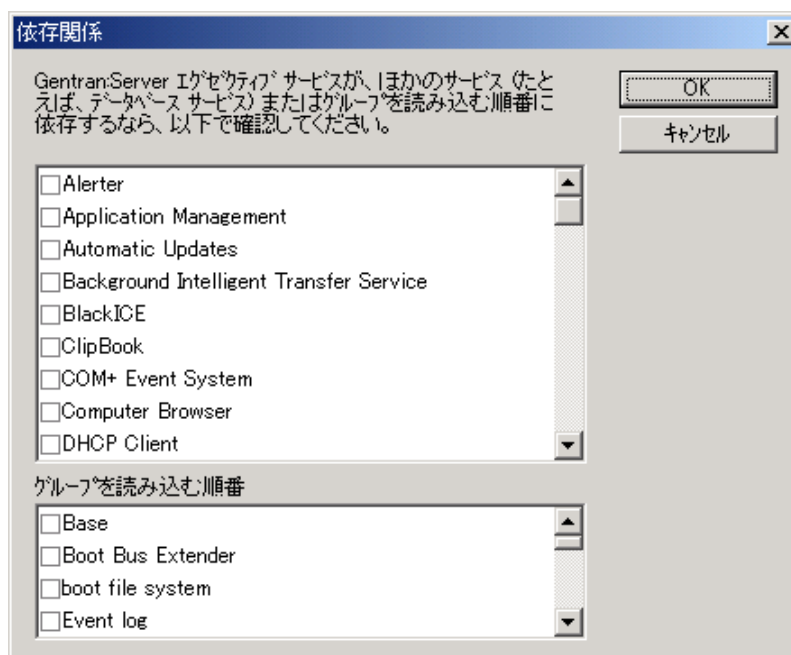 依存関係
Gentran:Server ｴｸﾞｾﾞｸﾃｨﾌﾞ ｻｰﾋﾞｽが、ほかのｻｰﾋﾞｽ (たと
えば、ﾃﾞｰﾀﾍﾞｰｽ ｻｰﾋﾞｽ) またはｸﾞﾙｰﾌﾟを読み込む順番に
依存するなら、以下で確認してください。
OK
ｷｬﾝｾﾙ
Alerter
Application Management
Automatic Updates
Background Intelligent Transfer Service
BlackICE
ClipBook
COM+ Event System
Computer Browser
DHCP Client
ｸﾞﾙｰﾌﾟを読み込む順番
Base
Boot Bus Extender
boot file system
Event log